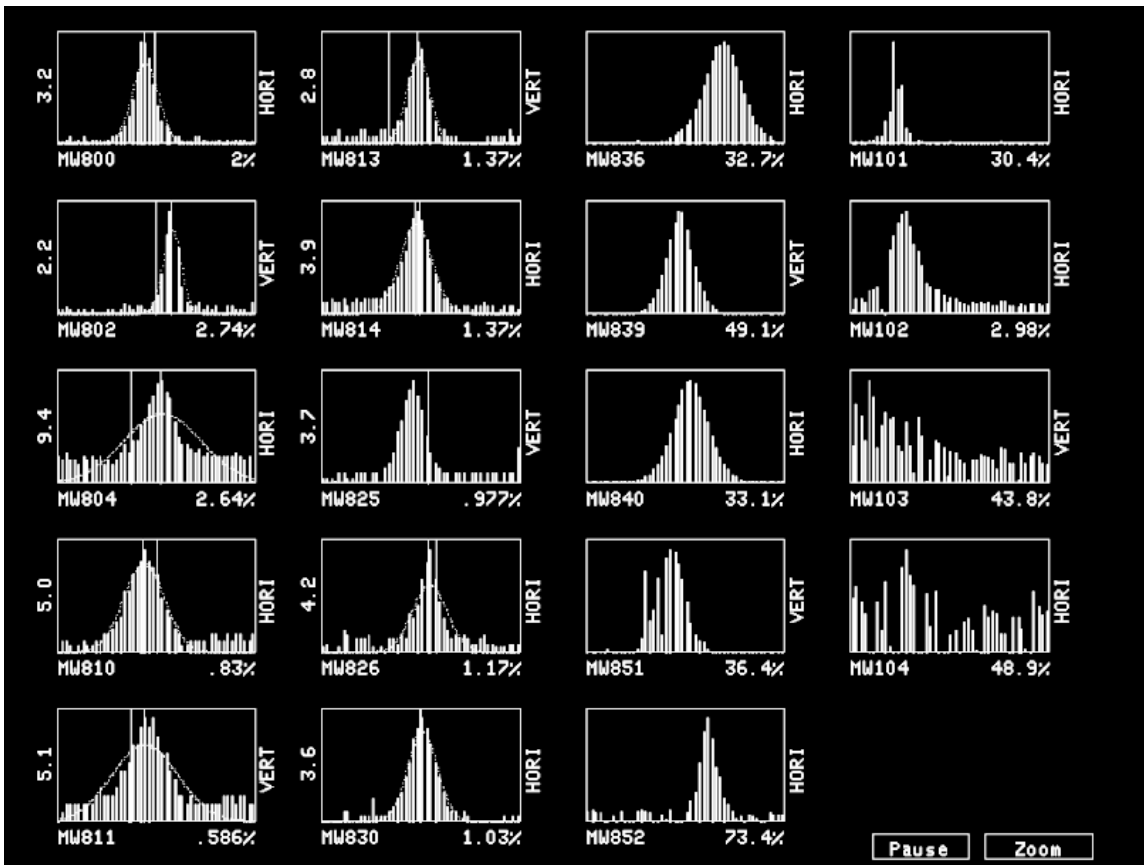 3.2 HORI 2.8 VERT HORI HORI
MW800 2% MW813 1.37% MW836 32.7% MW101 30.4%
2.2 VERT 3.9 HORI VERT HORI
MW802 2.74% MW814 1.37% MW839 49.1% MW102 2.98%
9.4 HORI 3.7 VERT HORI VERT
MW804 2.64% MW825 .977% MW840 33.1% MW103 43.8%
5.0 HORI 4.2 HORI VERT HORI
MW810 .83% MW826 1.17% MW851 36.4% MW104 48.9%
5.1 VERT 3.6 HORI HORI
MW811 .586% MW830 1.03% MW852 73.4%
Pause Zoom